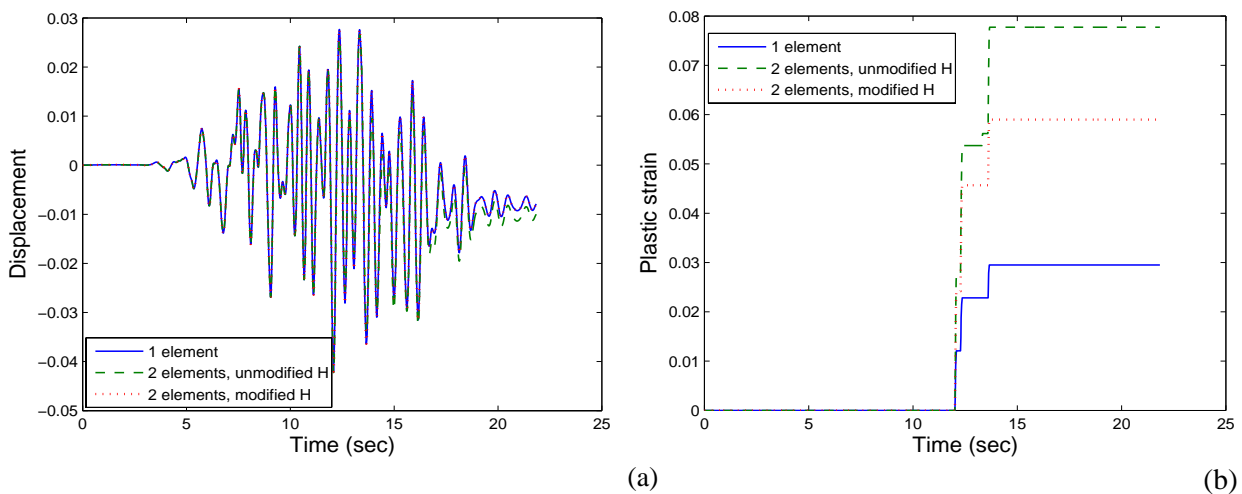 0.03
0.02
0.01
0
−0.01
−0.02
−0.03
−0.04
−0.05
Displacement
1 element
2 elements, unmodified H
2 elements, modified H
0 5 10 15 20 25
Time (sec)
(a)
0.08
0.07
0.06
0.05
0.04
0.03
0.02
0.01
0
Plastic strain
1 element
2 elements, unmodified H
2 elements, modified H
0 5 10 15 20 25
Time (sec)
(b)